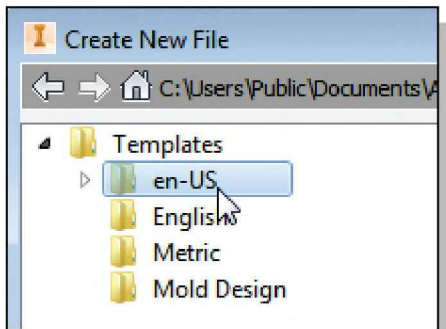 Create New File
C:\Users\Public\Documents\A
Templates
en-US
English
Metric
Mold Design